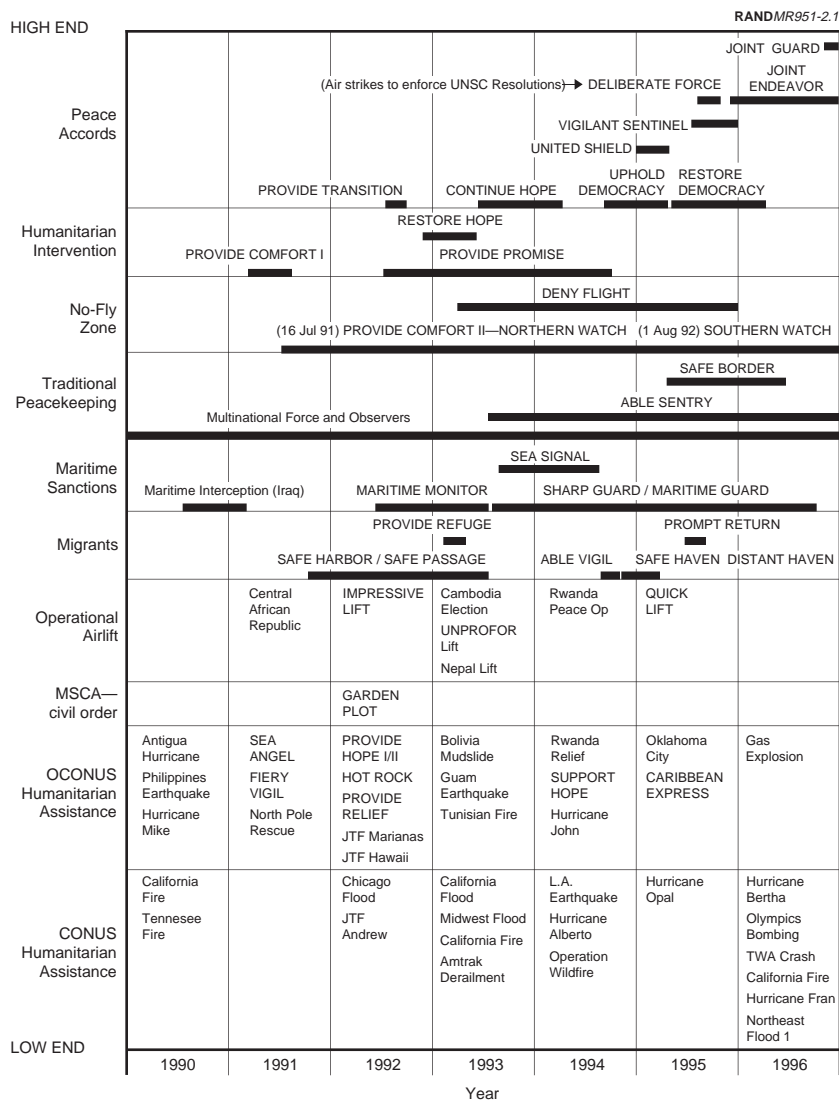 RANDMR951-2.1
HIGH END
JOINT GUARD
(Air strikes to enforce UNSC Resolutions)
DELIBERATE FORCE
JOINT
ENDEAVOR
Peace
Accords
VIGILANT SENTINEL
UNITED SHIELD
PROVIDE TRANSITION
CONTINUE HOPE
UPHOLD
DEMOCRACY
RESTORE
DEMOCRACY
Humanitarian
Intervention
RESTORE HOPE
PROVIDE COMFORT I
PROVIDE PROMISE
No-Fly
Zone
DENY FLIGHT
(16 Jul 91) PROVIDE COMFORT II—NORTHERN WATCH
(1 Aug 92) SOUTHERN WATCH
Traditional
Peacekeeping
SAFE BORDER
ABLE SENTRY
Multinational Force and Observers
Maritime
Sanctions
SEA SIGNAL
Maritime Interception (Iraq)
MARITIME MONITOR
SHARP GUARD / MARITIME GUARD
Migrants
PROVIDE REFUGE
PROMPT RETURN
SAFE HARBOR / SAFE PASSAGE
ABLE VIGIL
SAFE HAVEN
DISTANT HAVEN
Operational
Airlift
Central
African
Republic
IMPRESSIVE
LIFT
Cambodia
Election
UNPROFOR
Lift
Nepal Lift
Rwanda
Peace Op
QUICK
LIFT
MSCA—
civil order
GARDEN
PLOT
OCONUS
Humanitarian
Assistance
Antigua
Hurricane
Philippines
Earthquake
Hurricane
Mike
SEA
ANGEL
FIERY
VIGIL
North Pole
Rescue
PROVIDE
HOPE I/II
HOT ROCK
PROVIDE
RELIEF
JTF Marianas
JTF Hawaii
Bolivia
Mudslide
Guam
Earthquake
Tunisian Fire
Rwanda
Relief
SUPPORT
HOPE
Hurricane
John
Oklahoma
City
CARIBBEAN
EXPRESS
Gas
Explosion
CONUS
Humanitarian
Assistance
California
Fire
Tennesee
Fire
Chicago
Flood
JTF
Andrew
California
Flood
Midwest Flood
California Fire
Amtrak
Derailment
L.A.
Earthquake
Hurricane
Alberto
Operation
Wildfire
Hurricane
Opal
Hurricane
Bertha
Olympics
Bombing
TWA Crash
California Fire
Hurricane Fran
Northeast
Flood 1
LOW END
1990 1991 1992 1993 1994 1995 1996
Year